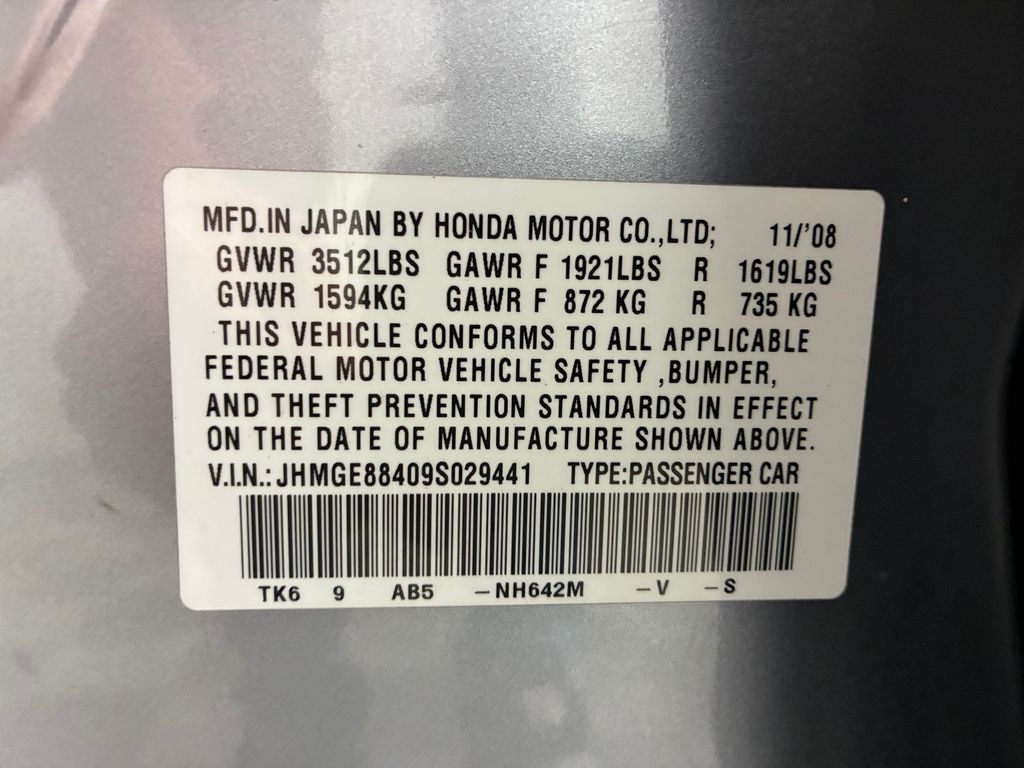 MFD.IN JAPAN BY HONDA MOTOR CO.,LTD; 11/'08
GVWR 3512LBS GAWR F 1921LBS R 1619LBS
GVWR 1594KG GAWR F 872 KG R 735 KG
THIS VEHICLE CONFORMS TO ALL APPLICABLE
FEDERAL MOTOR VEHICLE SAFETY ,BUMPER,
AND THEFT PREVENTION STANDARDS IN EFFECT
ON THE DATE OF MANUFACTURE SHOWN ABOVE.
V.I.N.: JHMGE88409S029441 TYPE:PASSENGER CAR
TK6 9 AB5 -NH642M -V -S